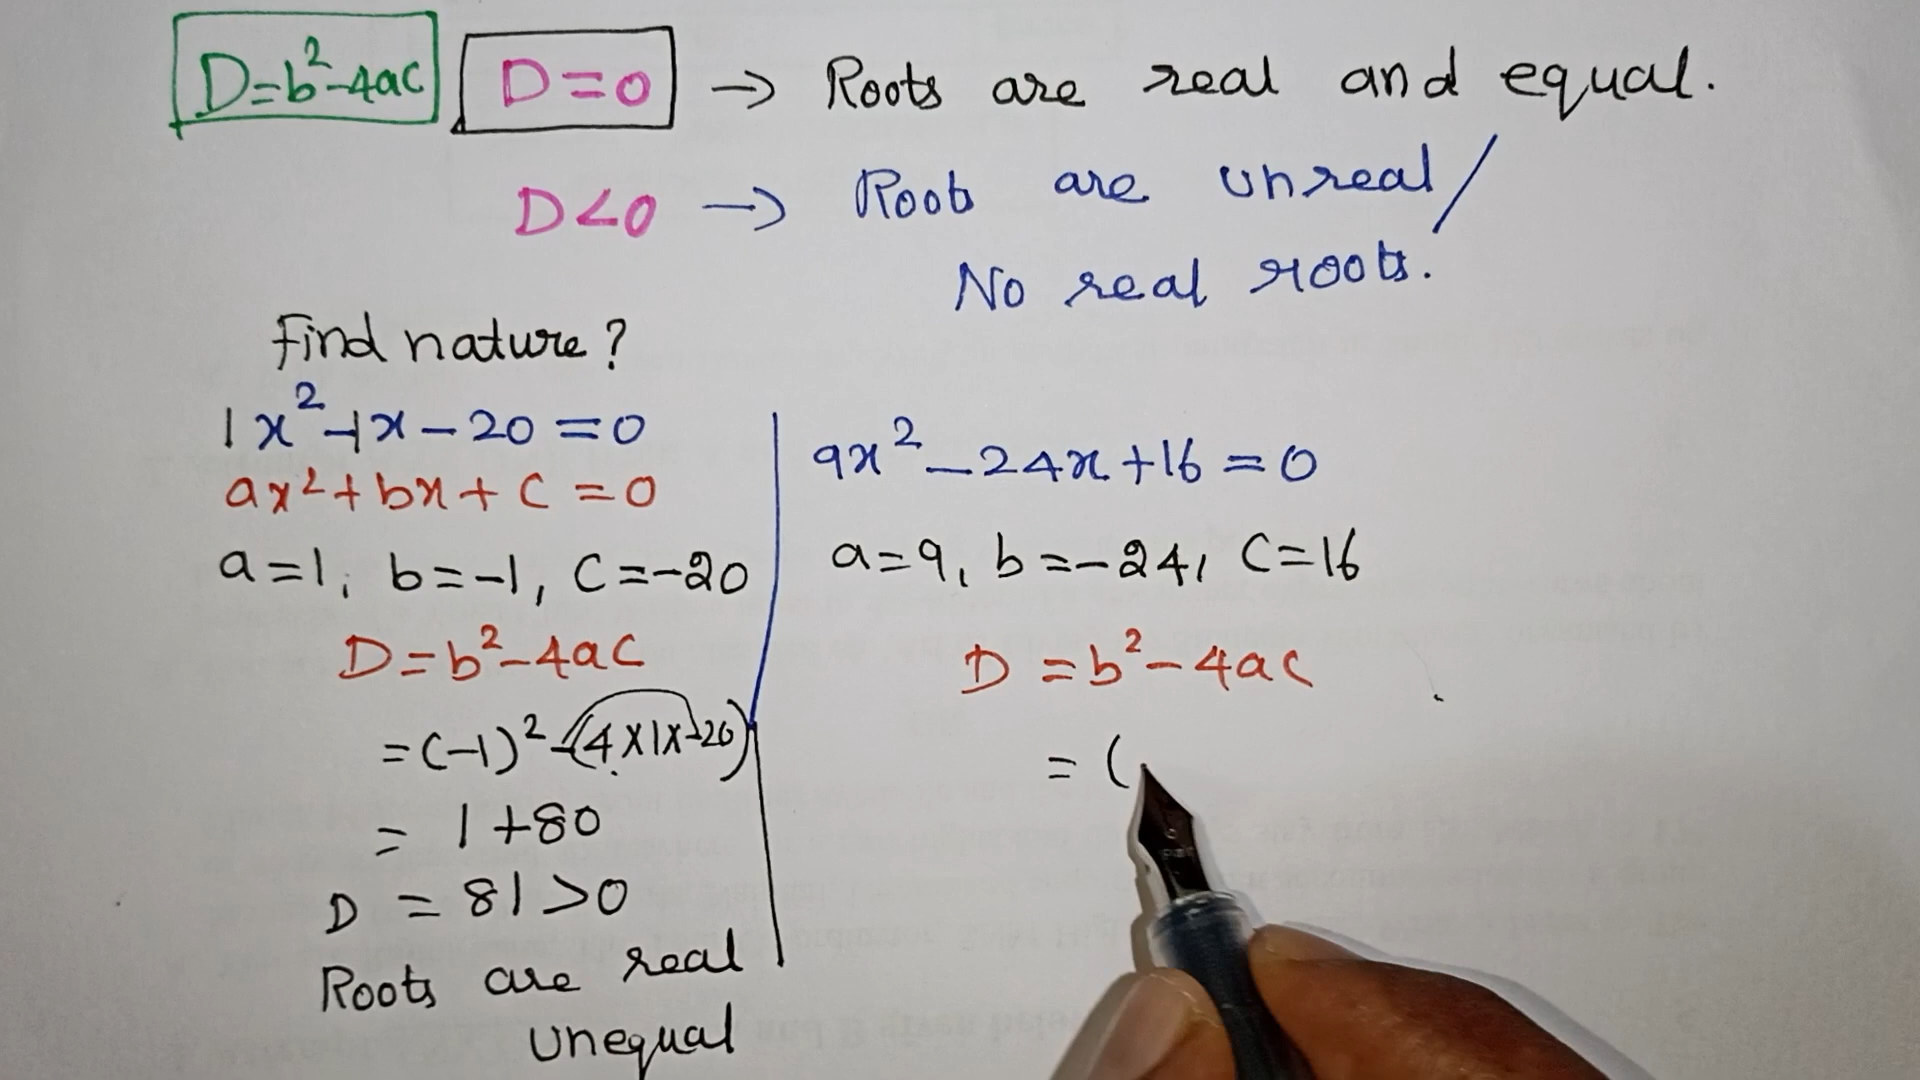 D=b²-4ac D=0 → Roots are real and equal.
D<0 → Roots are unreal/
No real roots.
Find nature?
1x²-1x-20=0
ax²+bx+c=0
a=1, b=-1, c=-20
D=b²-4ac
=(-1)²-(4×1×-20)
= 1+80
D = 81>0
Roots are real
unequal
9x²-24x+16=0
a=9, b=-24, c=16
D =b²-4ac
= (